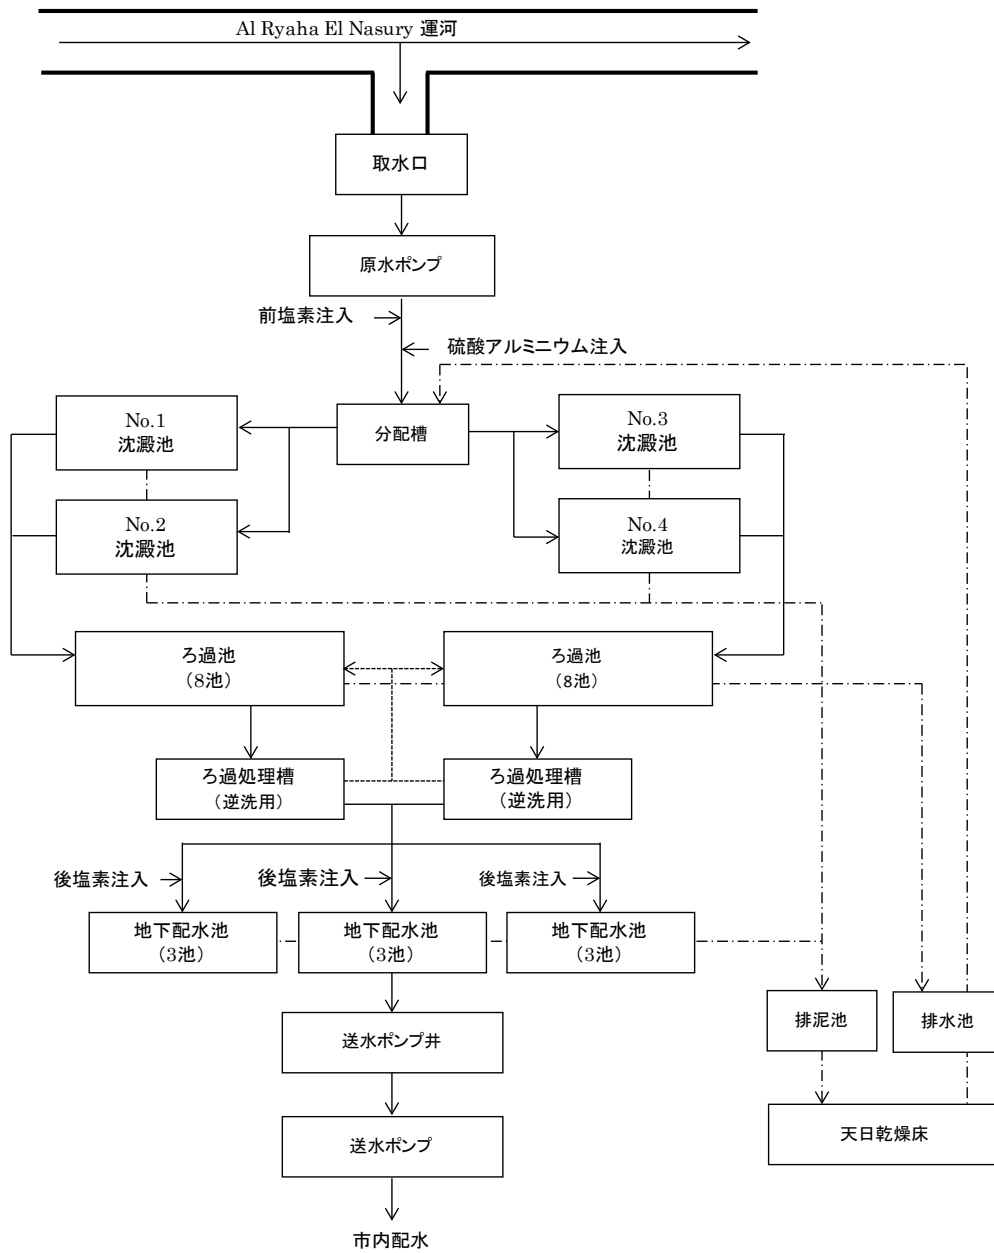 Al Ryaha El Nasury 運河
取水口
原水ポンプ
前塩素注入
硫酸アルミニウム注入
No.1
沈澱池
分配槽
No.3
沈澱池
No.2
沈澱池
No.4
沈澱池
ろ過池
(8池)
ろ過池
(8池)
ろ過処理槽
(逆洗用)
ろ過処理槽
(逆洗用)
後塩素注入
後塩素注入
後塩素注入
地下配水池
(3池)
地下配水池
(3池)
地下配水池
(3池)
排泥池
排水池
送水ポンプ井
送水ポンプ
天日乾燥床
市内配水